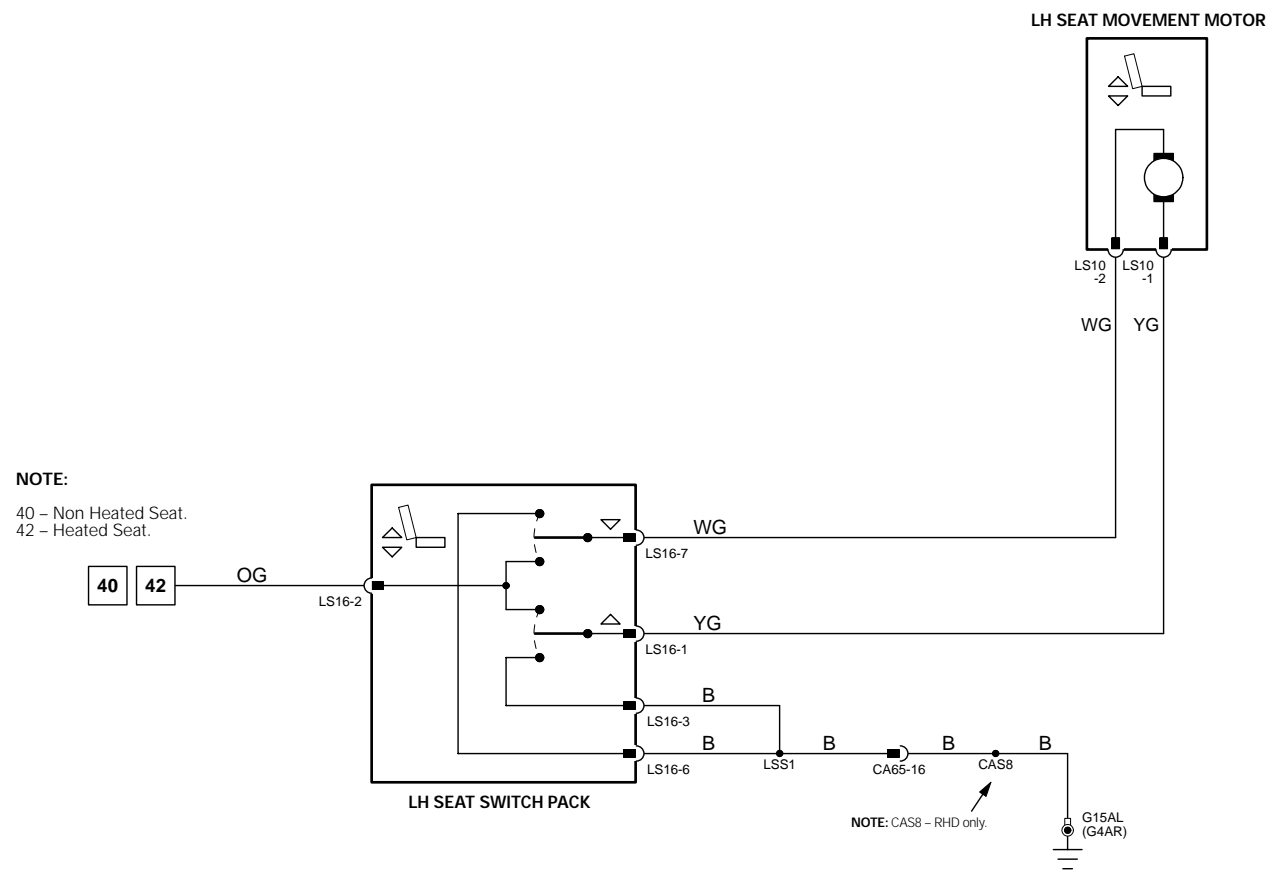 LH SEAT MOVEMENT MOTOR
LS10
-2
LS10
-1
WG
YG
NOTE:
40 – Non Heated Seat.
42 – Heated Seat.
40
42
OG
LS16-2
WG
LS16-7
YG
LS16-1
B
LS16-3
B
LS16-6
LSS1
B
CA65-16
B
CAS8
B
LH SEAT SWITCH PACK
NOTE: CAS8 – RHD only.
G15AL
(G4AR)